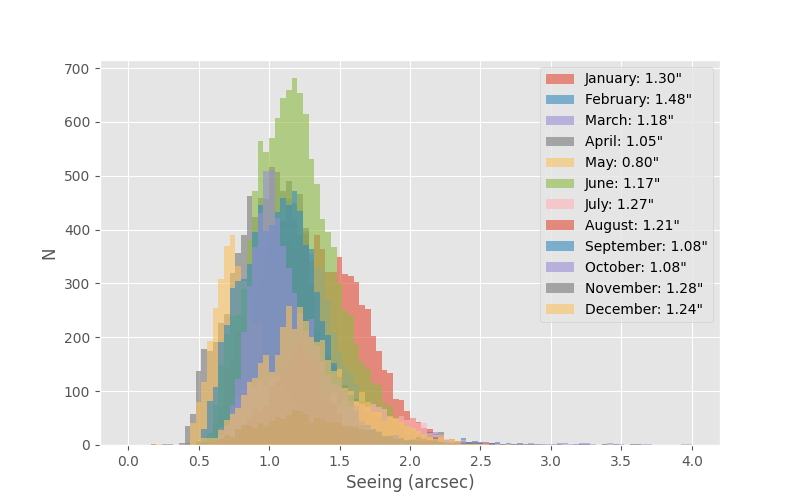 700
600
500
400
300
200
100
0
N
0.0 0.5 1.0 1.5 2.0 2.5 3.0 3.5 4.0
Seeing (arcsec)
January: 1.30"
February: 1.48"
March: 1.18"
April: 1.05"
May: 0.80"
June: 1.17"
July: 1.27"
August: 1.21"
September: 1.08"
October: 1.08"
November: 1.28"
December: 1.24"